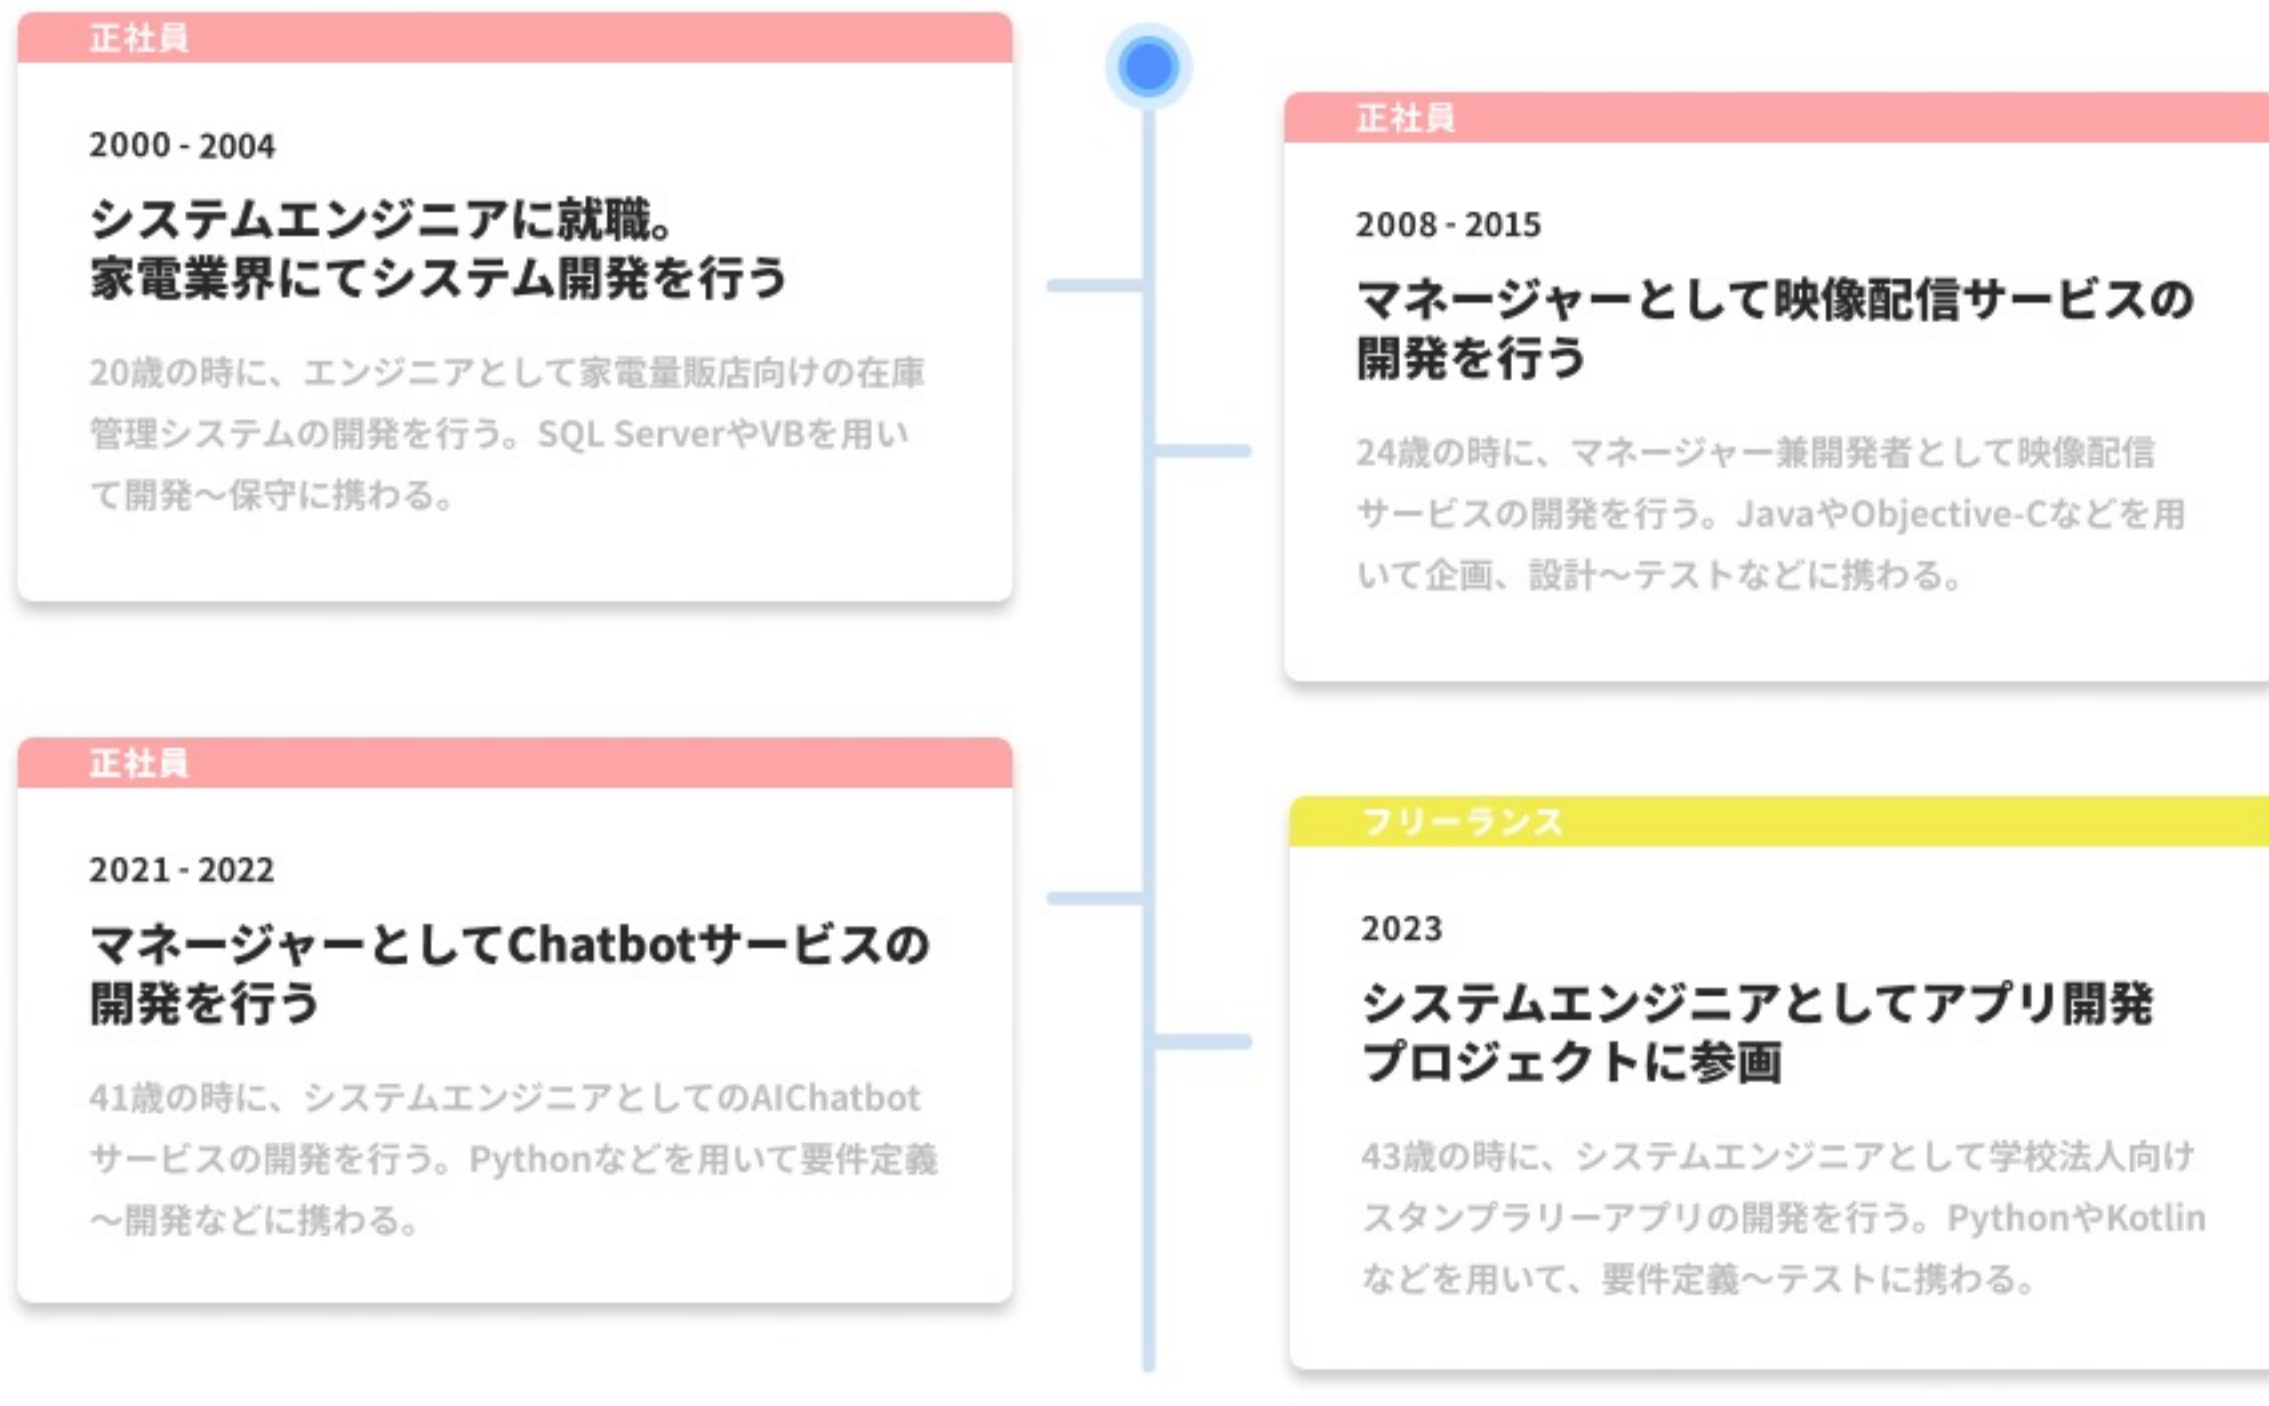 正社員
2000 - 2004
システムエンジニアに就職。
家電業界にてシステム開発を行う
20歳の時に、エンジニアとして家電量販店向けの在庫
管理システムの開発を行う。SQL ServerやVBを用い
て開発～保守に携わる。
正社員
2008 - 2015
マネージャーとして映像配信サービスの
開発を行う
24歳の時に、マネージャー兼開発者として映像配信
サービスの開発を行う。JavaやObjective-Cなどを用
いて企画、設計～テストなどに携わる。
正社員
2021 - 2022
マネージャーとしてChatbotサービスの
開発を行う
41歳の時に、システムエンジニアとしてのAIChatbot
サービスの開発を行う。Pythonなどを用いて要件定義
～開発などに携わる。
フリーランス
2023
システムエンジニアとしてアプリ開発
プロジェクトに参画
43歳の時に、システムエンジニアとして学校法人向け
スタンプラリーアプリの開発を行う。PythonやKotlin
などを用いて、要件定義～テストに携わる。